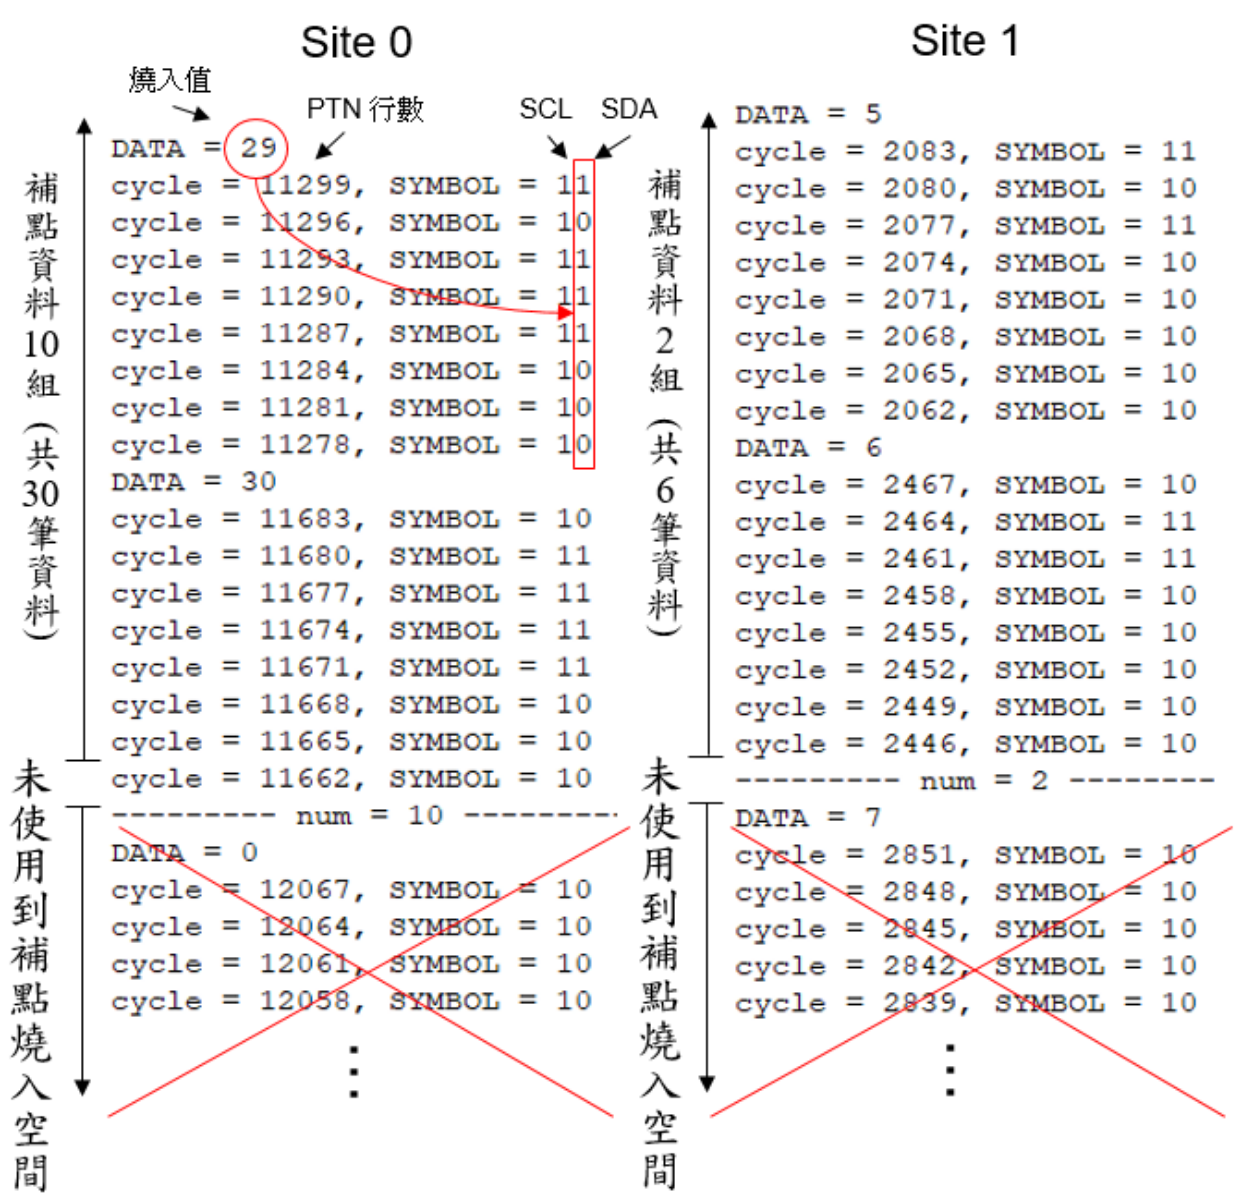 Site 0
燒入值
PTN 行數
SCL
SDA
補點資料10組(共30筆資料)
DATA = 29
cycle = 11299, SYMBOL = 11
cycle = 11296, SYMBOL = 10
cycle = 11293, SYMBOL = 11
cycle = 11290, SYMBOL = 11
cycle = 11287, SYMBOL = 11
cycle = 11284, SYMBOL = 10
cycle = 11281, SYMBOL = 10
cycle = 11278, SYMBOL = 10
DATA = 30
cycle = 11683, SYMBOL = 10
cycle = 11680, SYMBOL = 11
cycle = 11677, SYMBOL = 11
cycle = 11674, SYMBOL = 11
cycle = 11671, SYMBOL = 11
cycle = 11668, SYMBOL = 10
cycle = 11665, SYMBOL = 10
cycle = 11662, SYMBOL = 10
--------- num = 10 ---------
未使用到補點燒入空間
DATA = 0
cycle = 12067, SYMBOL = 10
cycle = 12064, SYMBOL = 10
cycle = 12061, SYMBOL = 10
cycle = 12058, SYMBOL = 10
Site 1
補點資料2組(共6筆資料)
DATA = 5
cycle = 2083, SYMBOL = 11
cycle = 2080, SYMBOL = 10
cycle = 2077, SYMBOL = 11
cycle = 2074, SYMBOL = 10
cycle = 2071, SYMBOL = 10
cycle = 2068, SYMBOL = 10
cycle = 2065, SYMBOL = 10
cycle = 2062, SYMBOL = 10
DATA = 6
cycle = 2467, SYMBOL = 10
cycle = 2464, SYMBOL = 11
cycle = 2461, SYMBOL = 11
cycle = 2458, SYMBOL = 10
cycle = 2455, SYMBOL = 10
cycle = 2452, SYMBOL = 10
cycle = 2449, SYMBOL = 10
cycle = 2446, SYMBOL = 10
--------- num = 2 --------
未使用到補點燒入空間
DATA = 7
cycle = 2851, SYMBOL = 10
cycle = 2848, SYMBOL = 10
cycle = 2845, SYMBOL = 10
cycle = 2842, SYMBOL = 10
cycle = 2839, SYMBOL = 10